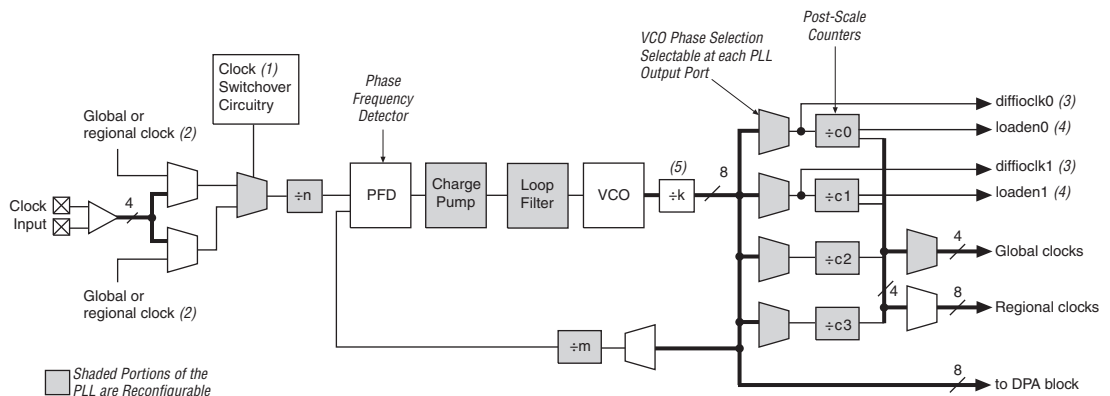 Clock (1)
Switchover
Circuitry
Global or
regional clock (2)
Clock
Input
4
Global or
regional clock (2)
÷n
Phase
Frequency
Detector
PFD
Charge
Pump
Loop
Filter
VCO
(5)
÷k
8
÷m
VCO Phase Selection
Selectable at each PLL
Output Port
Post-Scale
Counters
÷c0
÷c1
÷c2
÷c3
4
diffioclk0 (3)
loaden0 (4)
diffioclk1 (3)
loaden1 (4)
4
Global clocks
8
Regional clocks
8
to DPA block
Shaded Portions of the
PLL are Reconfigurable